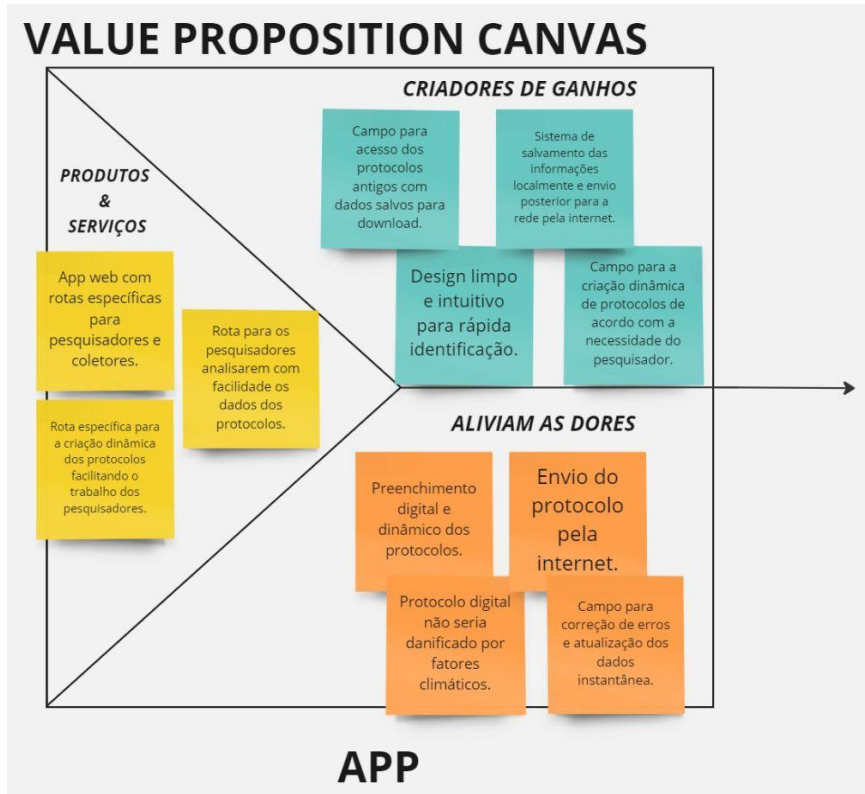 VALUE PROPOSITION CANVAS
CRIADORES DE GANHOS
Campo para
acesso dos
protocolos
antigos com
dados salvos para
download.
Sistema de
salvamento das
informações
localmente e envio
posterior para a
rede pela internet.
Design limpo
e intuitivo
para rápida
identificação.
Campo para a
criação dinâmica
de protocolos de
acordo com a
necessidade do
pesquisador.
PRODUTOS
&
SERVIÇOS
App web com
rotas específicas
para
pesquisadores e
coletores.
Rota para os
pesquisadores
analisarem com
facilidade os
dados dos
protocolos.
Rota específica para
a criação dinâmica
dos protocolos
facilitando o
trabalho dos
pesquisadores.
ALIVIAM AS DORES
Preenchimento
digital e
dinâmico dos
protocolos.
Envio do
protocolo
pela
internet.
Protocolo digital
não seria
danificado por
fatores
climáticos.
Campo para
correção de erros
e atualização dos
dados
instantânea.
APP